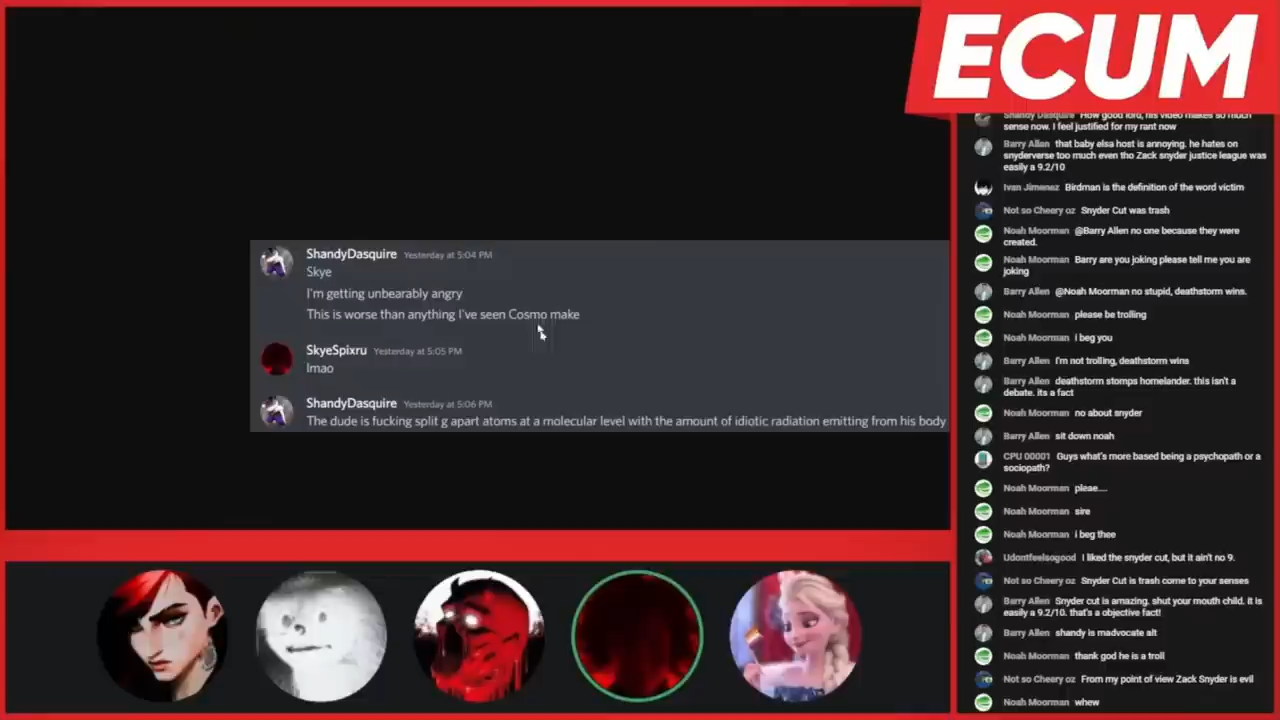 ECUM
ShandyDasquire Yesterday at 5:04 PM
Skye
I'm getting unbearably angry
This is worse than anything I've seen Cosmo make
SkyeSpixru Yesterday at 5:05 PM
lmao
ShandyDasquire Yesterday at 5:06 PM
The dude is fucking split g apart atoms at a molecular level with the amount of idiotic radiation emitting from his body
Shandy Dasquire How good lord, his video makes so much
sense now. I feel justified for my rant now
Barry Allen that baby elsa host is annoying. he hates on
snyderverse too much even tho Zack snyder justice league was
easily a 9.2/10
Ivan Jimenez Birdman is the definition of the word victim
Not so Cheery oz Snyder Cut was trash
Noah Moorman @Barry Allen no one because they were
created.
Noah Moorman Barry are you joking please tell me you are
joking
Barry Allen @Noah Moorman no stupid, deathstorm wins.
Noah Moorman please be trolling
Noah Moorman i beg you
Barry Allen I'm not trolling, deathstorm wins
Barry Allen deathstorm stomps homelander. this isn't a
debate. its a fact
Noah Moorman no about snyder
Barry Allen sit down noah
CPU 00001 Guys what's more based being a psychopath or a
sociopath?
Noah Moorman pleae....
Noah Moorman sire
Noah Moorman i beg thee
Udontfeelsogood I liked the snyder cut, but it ain't no 9.
Not so Cheery oz Snyder Cut is trash come to your senses
Barry Allen Snyder cut is amazing. shut your mouth child. it is
easily a 9.2/10. that's a objective fact!
Barry Allen shandy is madvocate alt
Noah Moorman thank god he is a troll
Not so Cheery oz From my point of view Zack Snyder is evil
Noah Moorman whew